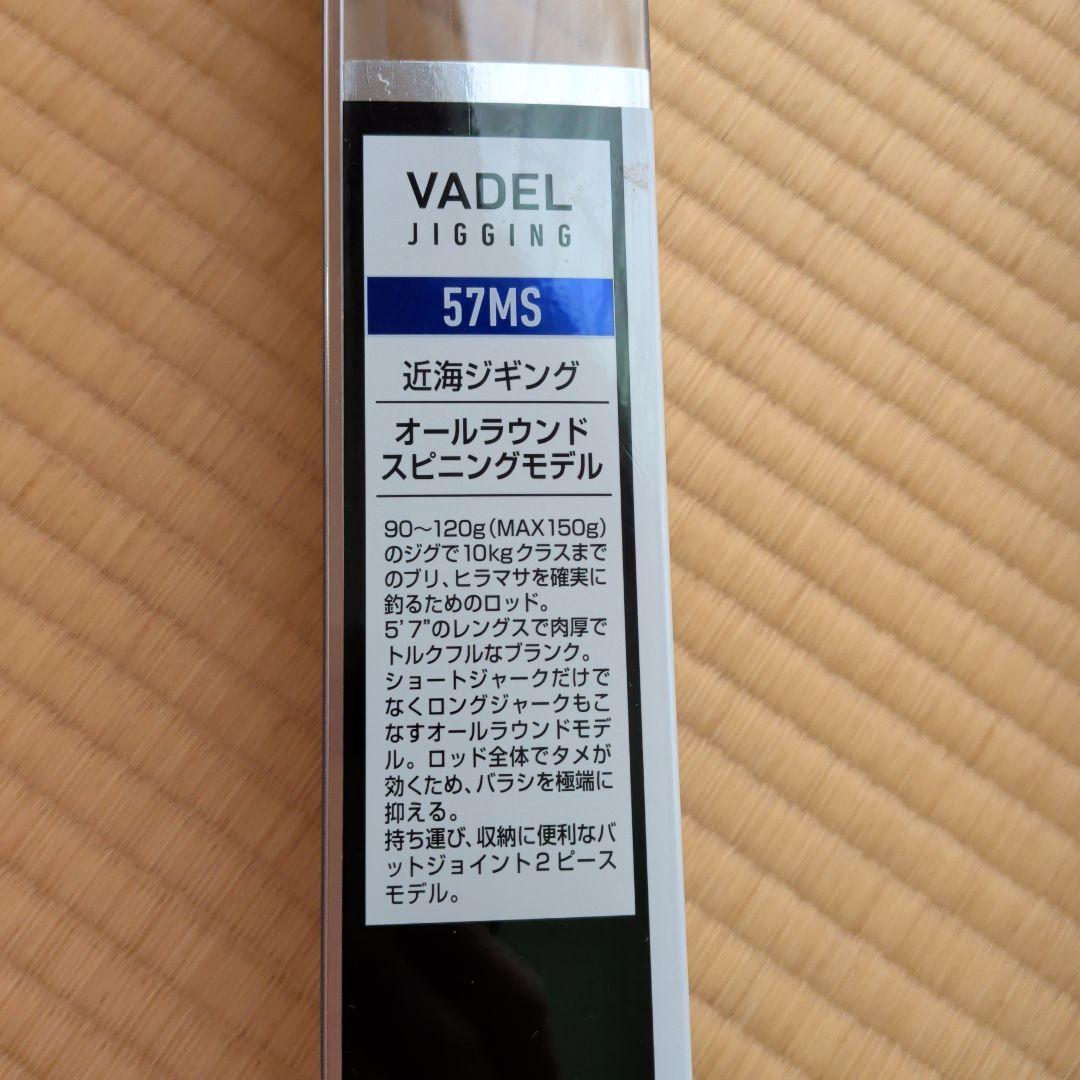 VADEL
JIGGING
57MS
近海ジギング
オールラウンド
スピニングモデル
90～120g(MAX150g)
のジグで10kgクラスまで
のブリ、ヒラマサを確実に
釣るためのロッド。
5'7"のレングスで肉厚で
トルクフルなブランク。
ショートジャークだけで
なくロングジャークもこ
なすオールラウンドモデ
ル。ロッド全体でタメが
効くため、バラシを極端に
抑える。
持ち運び、収納に便利なバ
ットジョイント2ピース
モデル。